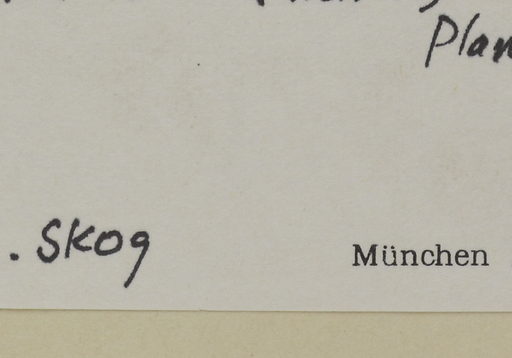 Plan
. Skog München